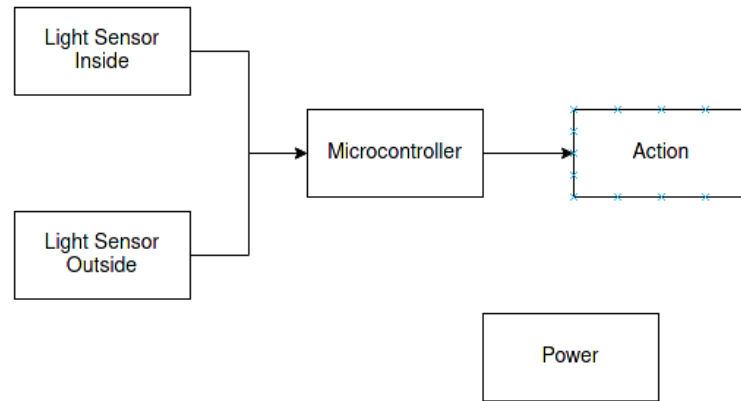 Light Sensor
Inside
Microcontroller
Action
Light Sensor
Outside
Power